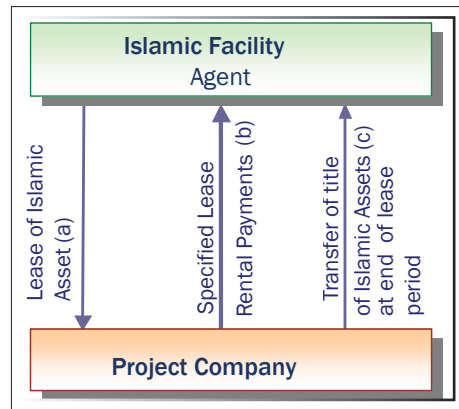 Islamic Facility
Agent
Lease of Islamic
Asset (a)
Specified Lease
Rental Payments (b)
Transfer of title
of Islamic Assets (c)
at end of lease
period
Project Company